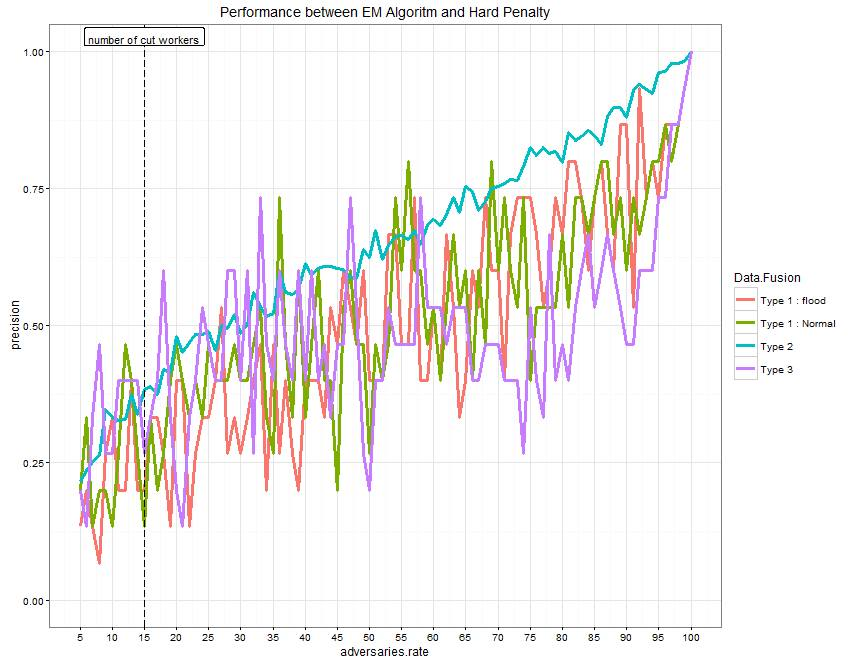 Performance between EM Algoritm and Hard Penalty
number of cut workers
1.00
0.75
0.50
0.25
0.00
precision
5 10 15 20 25 30 35 40 45 50 55 60 65 70 75 80 85 90 95 100
adversaries.rate
Data.Fusion
Type 1 : flood
Type 1 : Normal
Type 2
Type 3